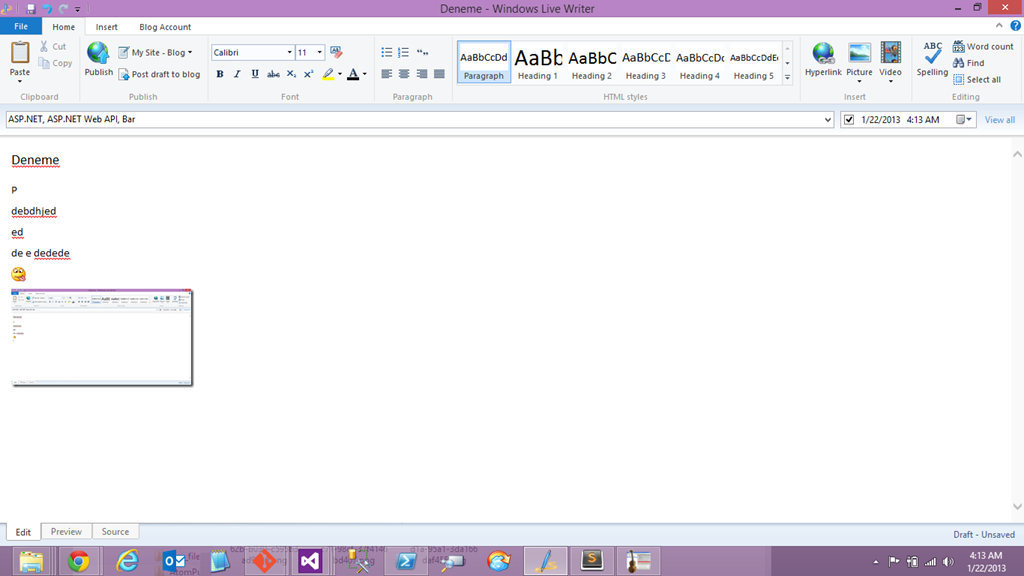 Deneme - Windows Live Writer
File Home Insert Blog Account
Paste
Cut
Copy
Clipboard
Publish
My Site - Blog
Post draft to blog
Publish
Calibri 11
B I U abc X₂ X²
Font
Paragraph
AaBbCcDd Paragraph
AaBb Heading 1
AaBbC Heading 2
AaBbCcD Heading 3
AaBbCcDd Heading 4
AaBbCcDdE Heading 5
HTML styles
Hyperlink Picture Video
Insert
ABC
Spelling
Word count
Find
Select all
Editing
ASP.NET, ASP.NET Web API, Bar
1/22/2013 4:13 AM
View all
Deneme
P
debdhjed
ed
de e dedede
Edit Preview Source
Draft - Unsaved
4:13 AM
1/22/2013